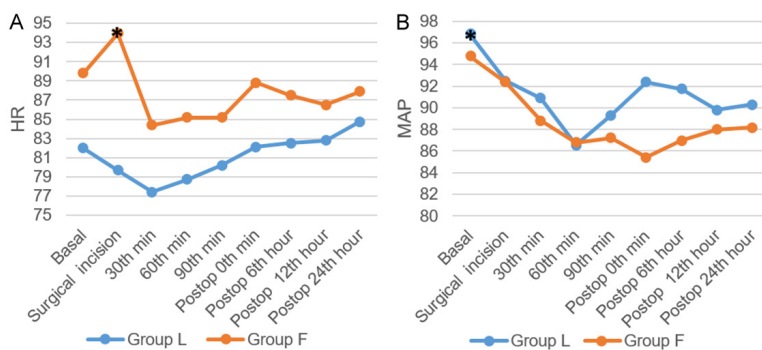 A
95
93
91
89
87
85
83
81
79
77
75
HR
Basal
Surgical incision
30th min
60th min
90th min
Postop 0th min
Postop 6th hour
Postop 12th hour
Postop 24th hour
Group L
Group F
B
98
96
94
92
90
88
86
84
82
80
MAP
Basal
Surgical incision
30th min
60th min
90th min
Postop 0th min
Postop 6th hour
Postop 12th hour
Postop 24th hour
Group L
Group F